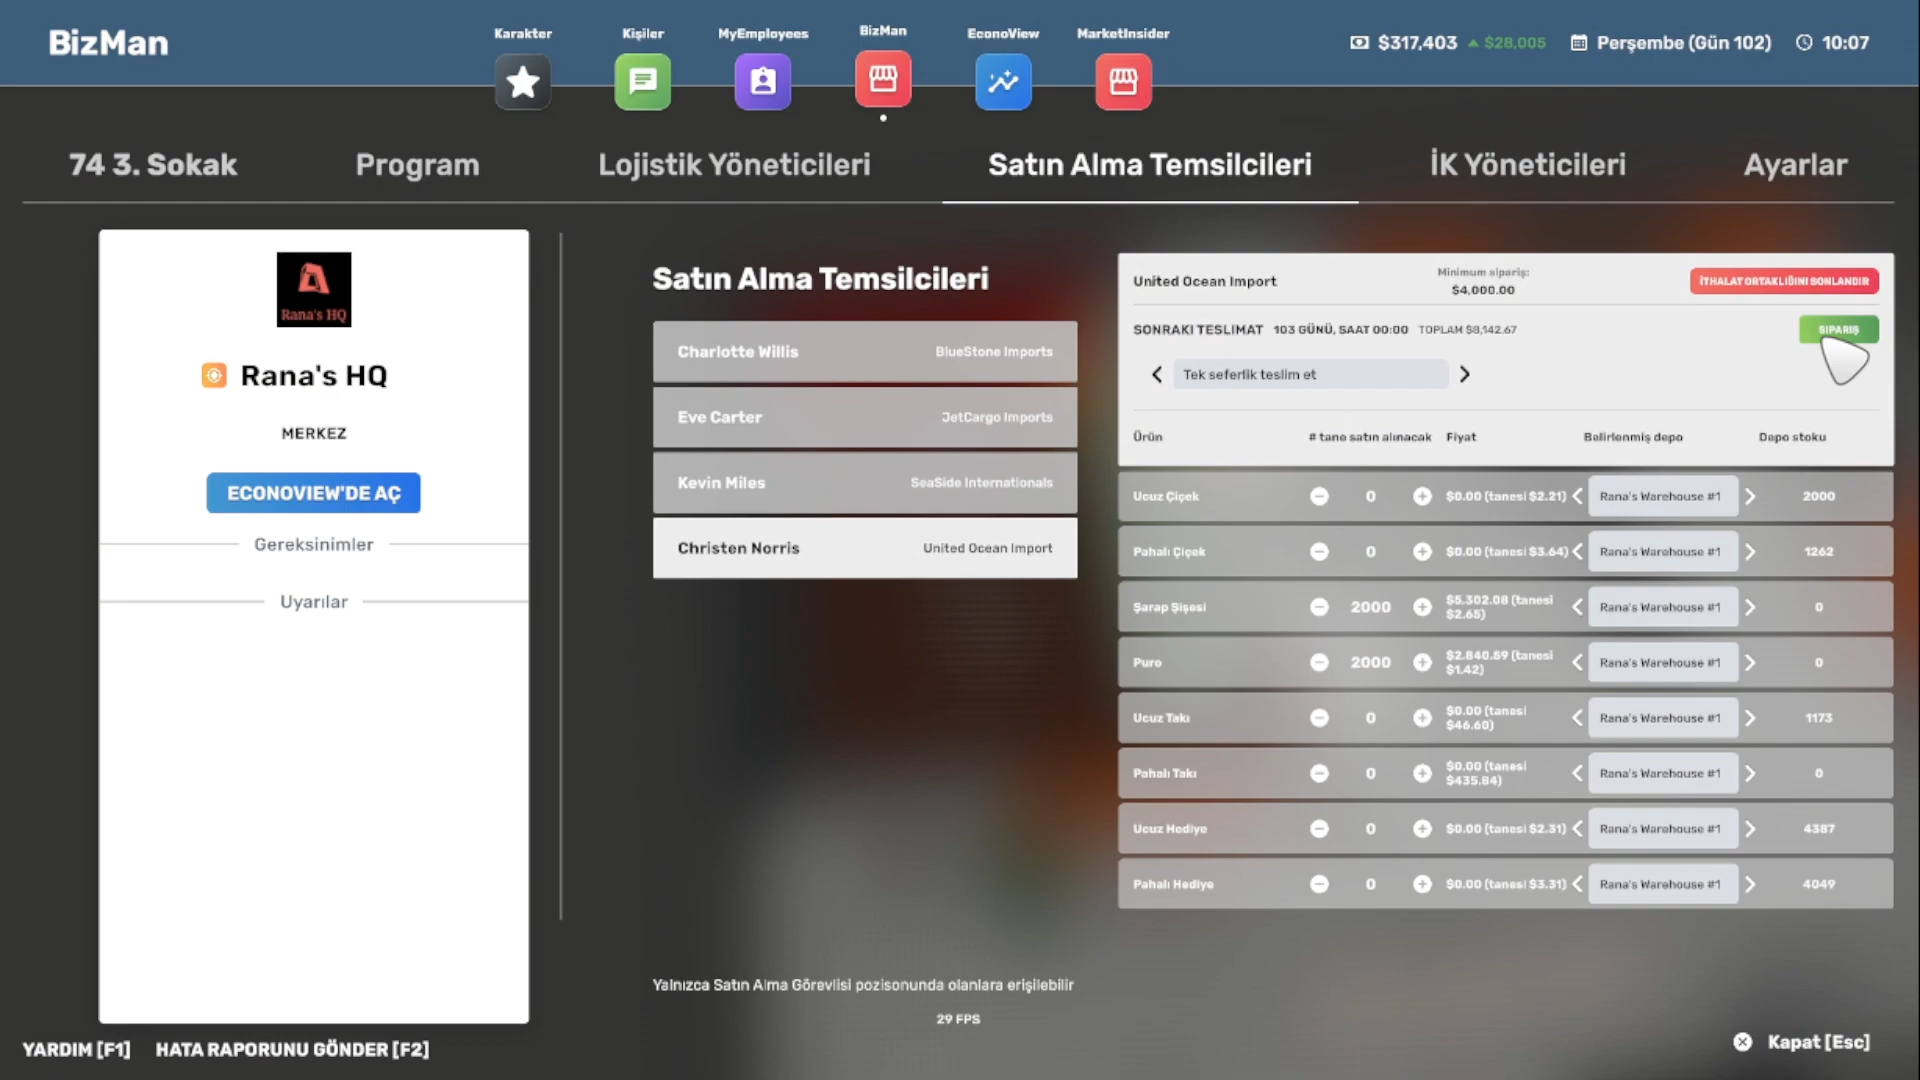 BizMan
Karakter
Kişiler
MyEmployees
BizMan
EconoView
MarketInsider
$317,403
$28,005
Perşembe (Gün 102)
10:07
74 3. Sokak
Program
Lojistik Yöneticileri
Satın Alma Temsilcileri
İK Yöneticileri
Ayarlar
Rana's HQ
Rana's HQ
MERKEZ
ECONOVIEW'DE AÇ
Gereksinimler
Uyarılar
Satın Alma Temsilcileri
Charlotte Willis BlueStone Imports
Eve Carter JetCargo Imports
Kevin Miles SeaSide Internationals
Christen Norris United Ocean Import
Yalnızca Satın Alma Görevlisi pozisonunda olanlara erişilebilir
29 FPS
United Ocean Import
Minimum sipariş:
$4,000.00
İTHALAT ORTAKLIĞINI SONLANDIR
SONRAKI TESLIMAT 103 GÜNÜ, SAAT 00:00 TOPLAM $8,142.67
SIPARIŞ
Tek seferlik teslim et
Ürün # tane satın alınacak Fiyat Belirlenmiş depo Depo stoku
Ucuz Çiçek 0 $0.00 (tanesi $2.21) Rana's Warehouse #1 2000
Pahalı Çiçek 0 $0.00 (tanesi $3.64) Rana's Warehouse #1 1262
Şarap Şişesi 2000 $5.302.08 (tanesi
$2.65) Rana's Warehouse #1 0
Puro 2000 $2.840.59 (tanesi
$1.42) Rana's Warehouse #1 0
Ucuz Takı 0 $0.00 (tanesi
$46.60) Rana's Warehouse #1 1173
Pahalı Takı 0 $0.00 (tanesi
$435.84) Rana's Warehouse #1 0
Ucuz Hediye 0 $0.00 (tanesi $2.31) Rana's Warehouse #1 4387
Pahalı Hediye 0 $0.00 (tanesi $3.31) Rana's Warehouse #1 4049
YARDIM [F1] HATA RAPORUNU GÖNDER [F2]
Kapat [Esc]